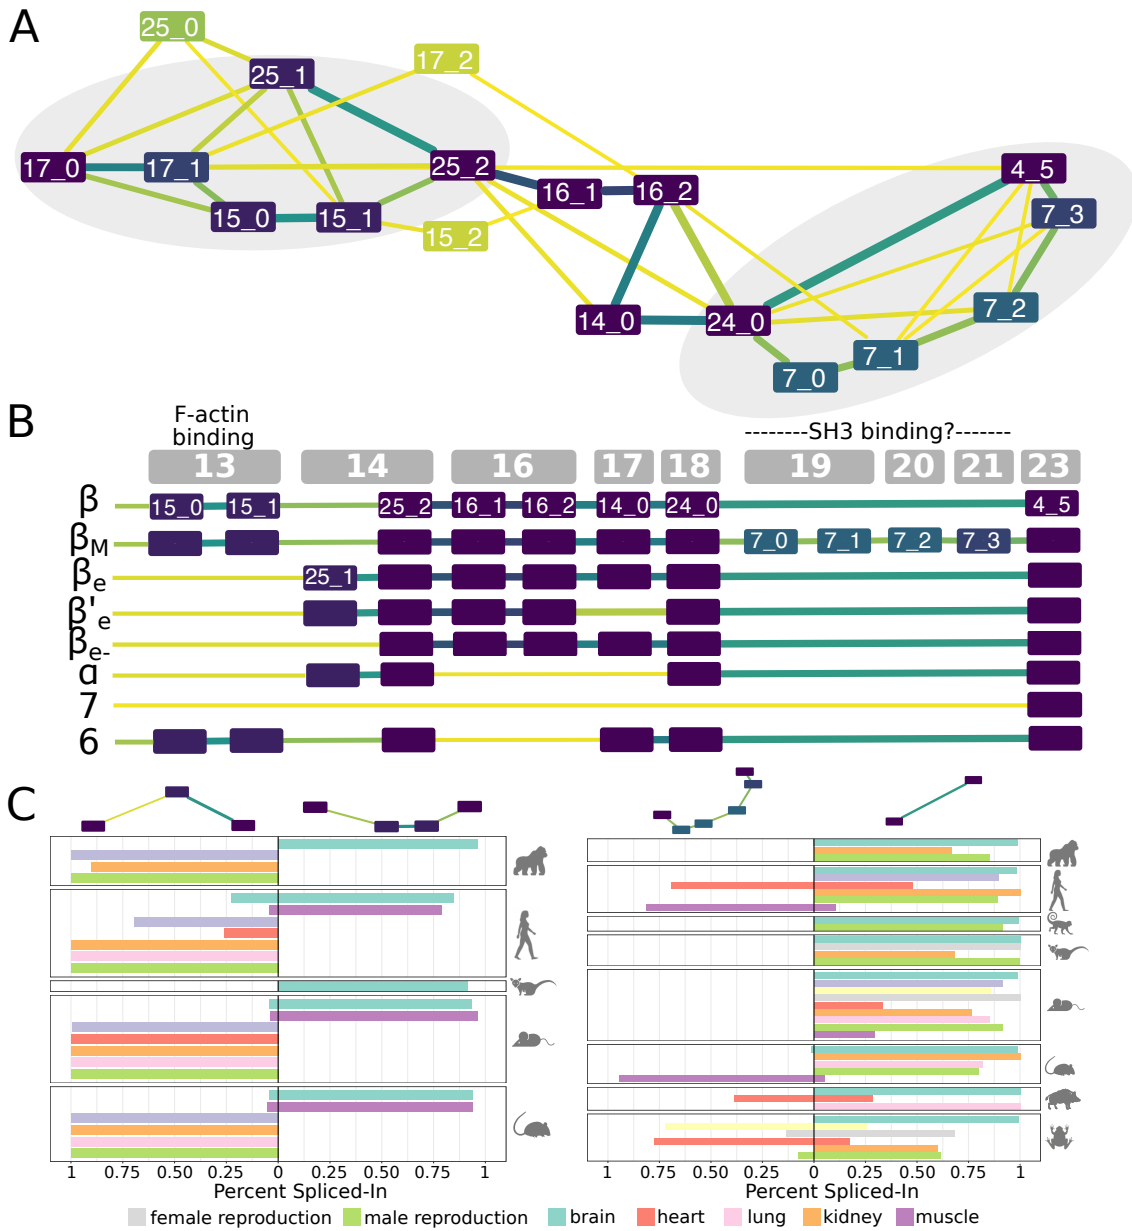 A
25_0
17_2
25_1
17_0
17_1
25_2
16_1
16_2
4_5
15_0
15_1
7_3
15_2
14_0
24_0
7_2
7_1
7_0
B
F-actin
binding
--------SH3 binding?-------
13 14 16 17 18 19 20 21 23
β 15_0 15_1 25_2 16_1 16_2 14_0 24_0 4_5
βM 7_0 7_1 7_2 7_3
βe 25_1
β'e
βe-
α
7
6
C
1 0.75 0.50 0.25 0 0.25 0.50 0.75 1
Percent Spliced-In
1 0.75 0.50 0.25 0 0.25 0.50 0.75 1
Percent Spliced-In
female reproduction male reproduction brain heart lung kidney muscle